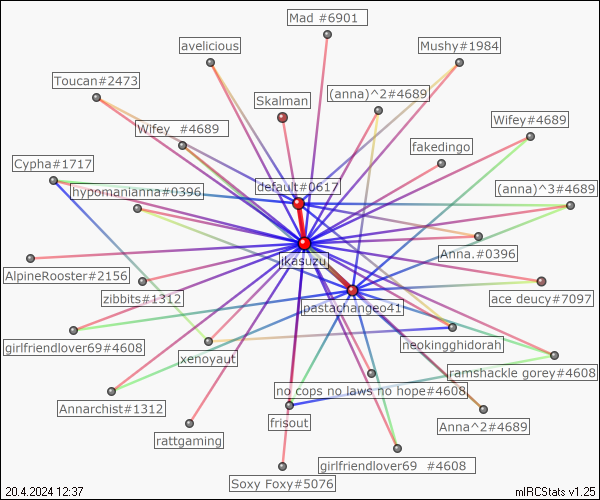 Mad #6901
avelicious
Mushy#1984
Toucan#2473
Skalman
(anna)^2#4689
Wifey #4689
Wifey#4689
fakedingo
Cypha#1717
hypomanianna#0396
default#0617
(anna)^3#4689
jkasuzu
Anna.#0396
AlpineRooster#2156
zibbits#1312
pastachangeo41
ace deucy#7097
girlfriendlover69#4608
xenoyaut
neokingghidorah
ramshackle gorey#4608
no cops no laws no hope#4608
Annarchist#1312
frisout
Anna^2#4689
rattgaming
girlfriendlover69 #4608
Soxy Foxy#5076
20.4.2024 12:37
mIRCStats v1.25